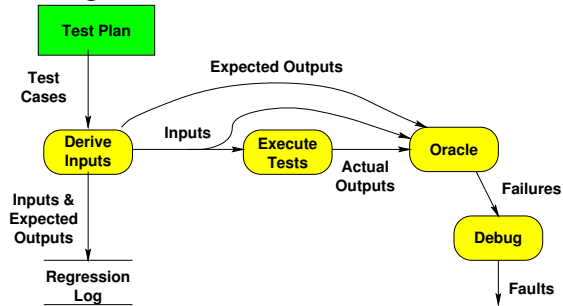 Test Plan
Expected Outputs
Test
Cases
Derive
Inputs
Inputs
Execute
Tests
Actual
Outputs
Oracle
Inputs &
Expected
Outputs
Failures
Debug
Regression
Log
Faults